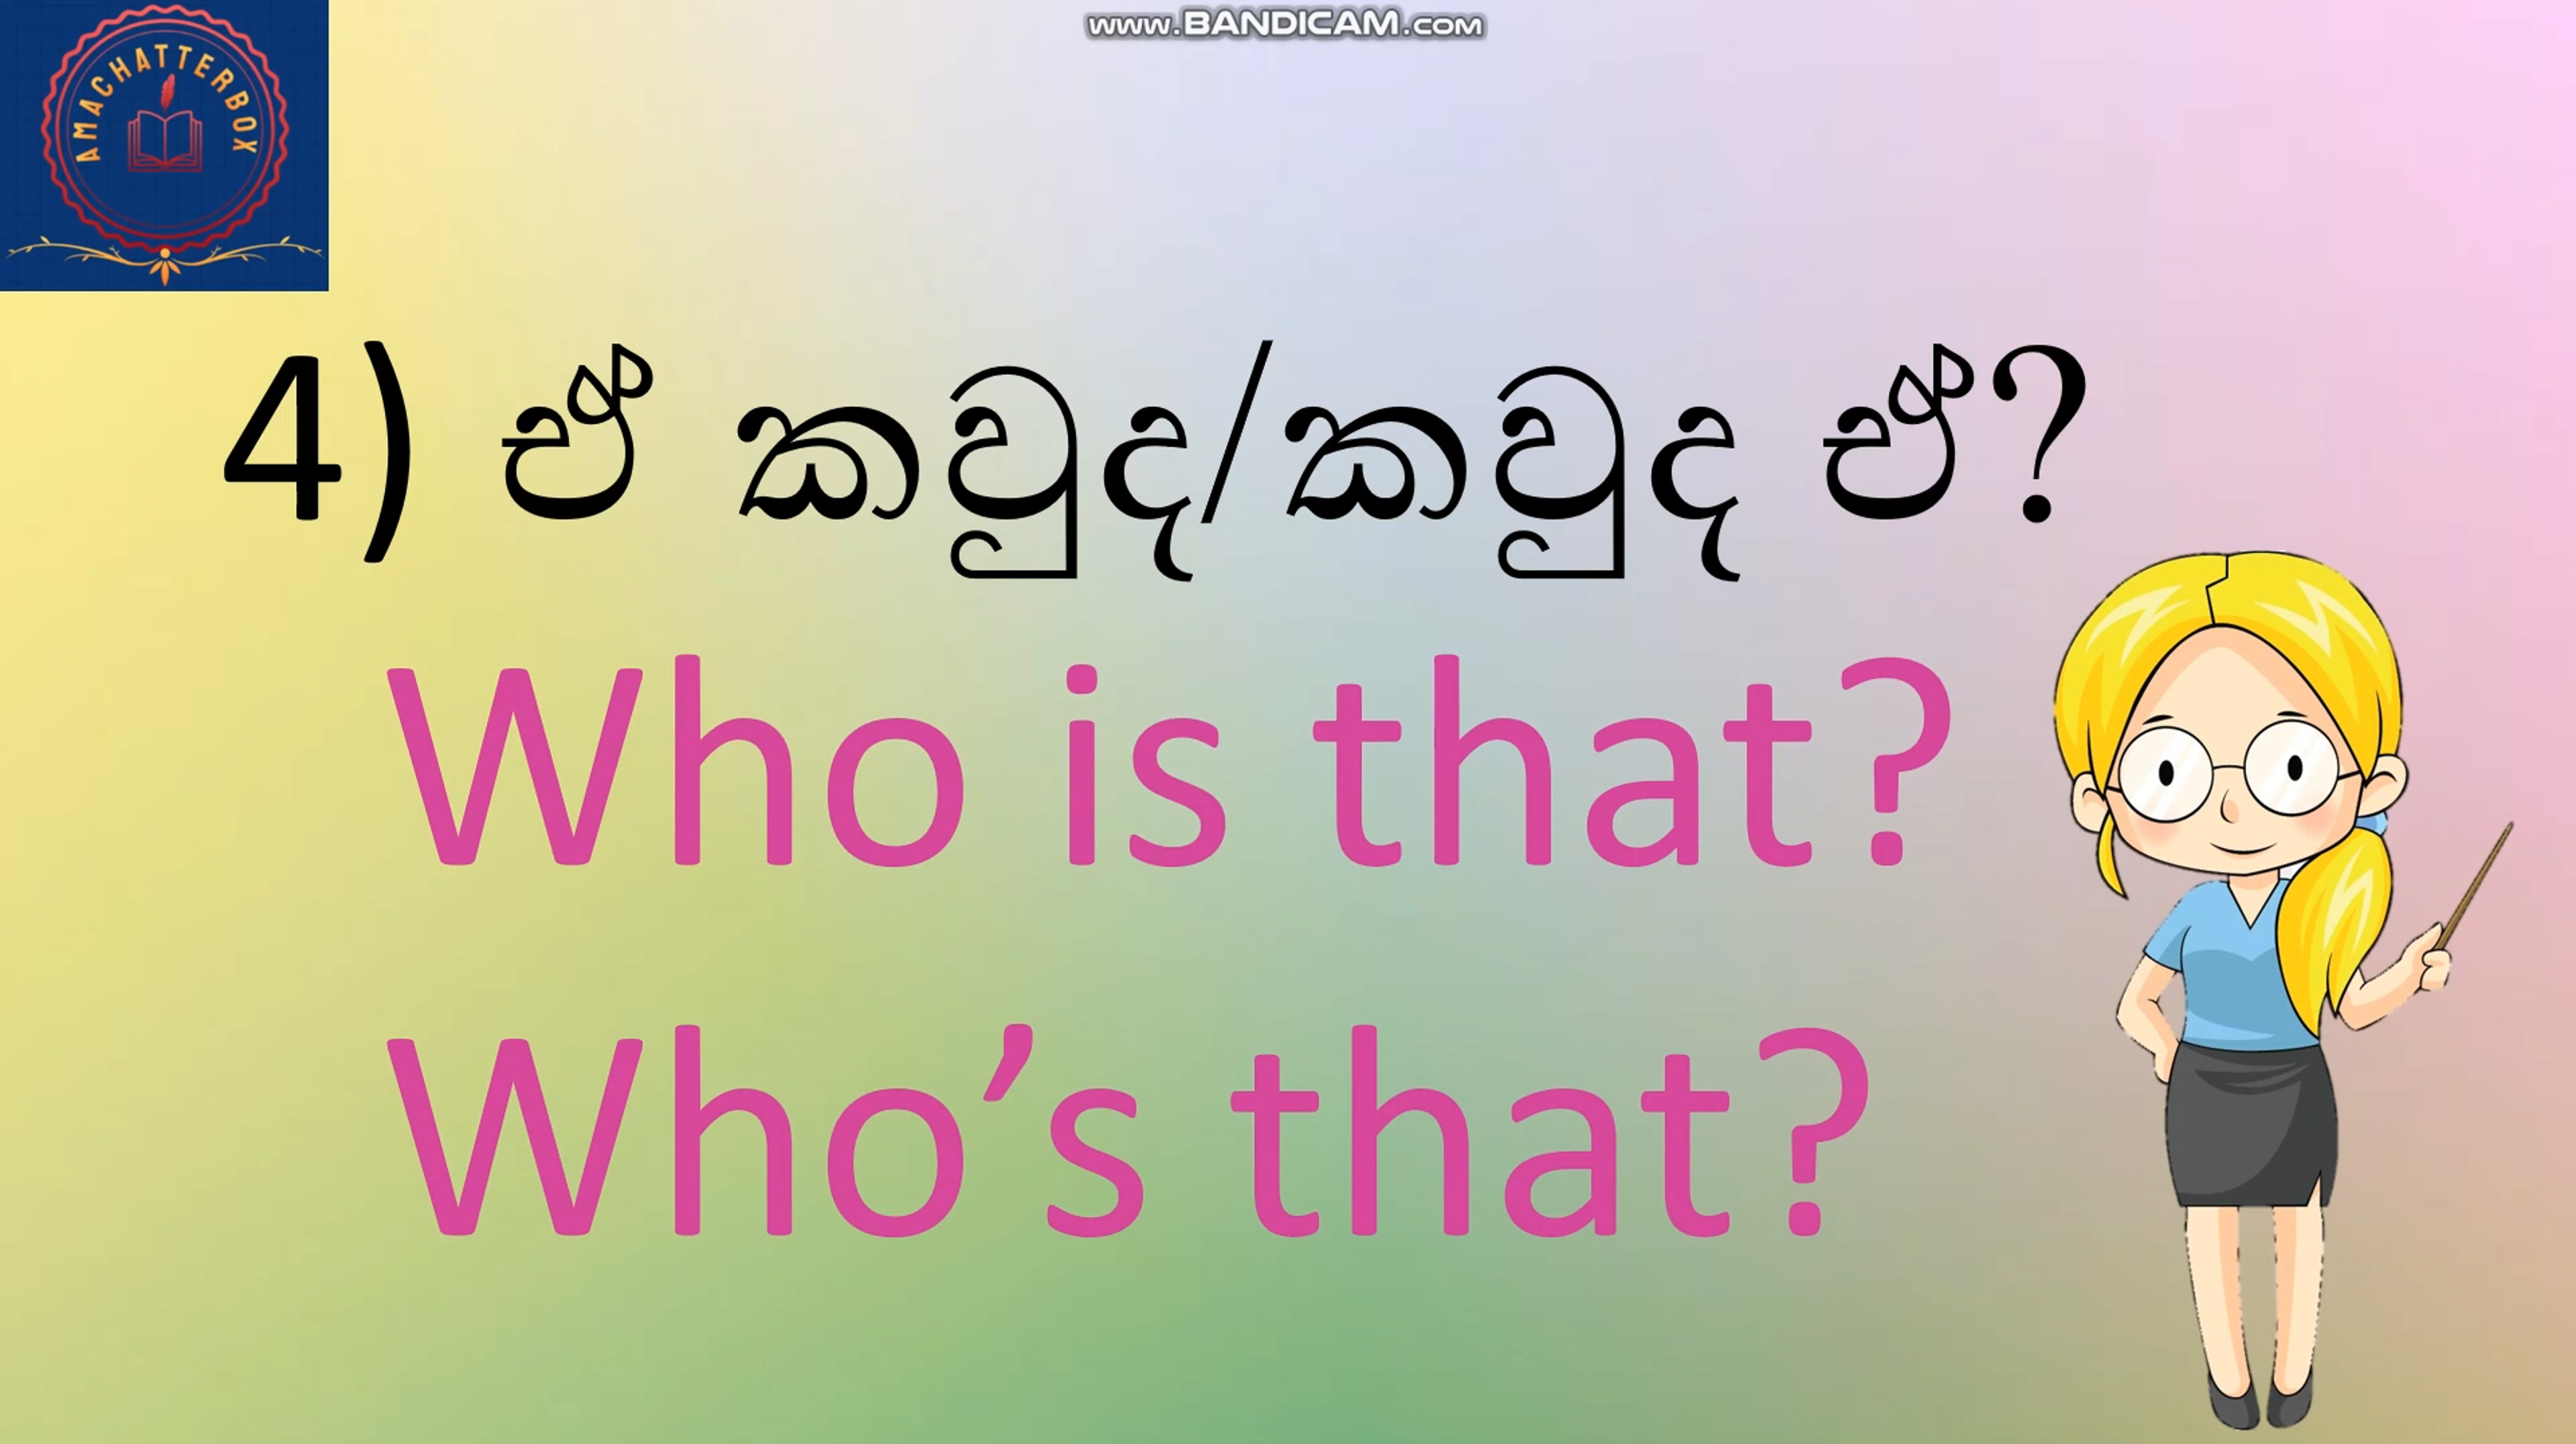 www.BANDICAM.com
AMACHATTERBOX
4) ඒ කවුද/කවුද ඒ?
Who is that?
Who’s that?